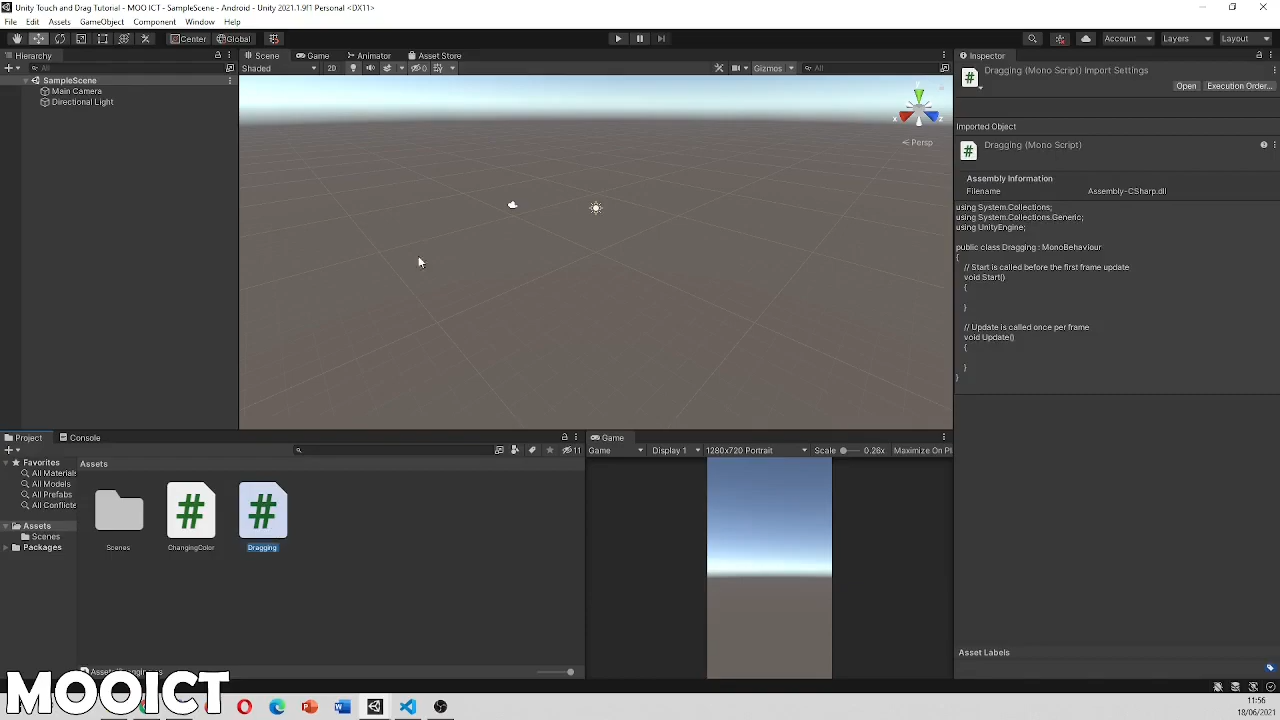 Unity Touch and Drag Tutorial - MOO ICT - SampleScene - Android - Unity 2021.1.9f1 Personal <DX11>
File Edit Assets GameObject Component Window Help
Center Global Account Layers Layout
Hierarchy
All
SampleScene
Main Camera
Directional Light
Scene Game Animator Asset Store
Shaded 2D 0 Gizmos All
y
x z
Persp
Inspector
Dragging (Mono Script) Import Settings
Open Execution Order...
Imported Object
# Dragging (Mono Script)
Assembly Information
Filename Assembly-CSharp.dll
using System.Collections;
using System.Collections.Generic;
using UnityEngine;
public class Dragging : MonoBehaviour
{
// Start is called before the first frame update
void Start()
{
}
// Update is called once per frame
void Update()
{
}
}
Asset Labels
Project Console
11
Favorites
All Materials
All Models
All Prefabs
All Conflicte
Assets
Scenes
Packages
Assets
# #
Scenes ChangingColor Dragging
Game
Game Display 1 1280x720 Portrait Scale 0.26x Maximize On Pl
MOOICT
11:56
18/06/2021